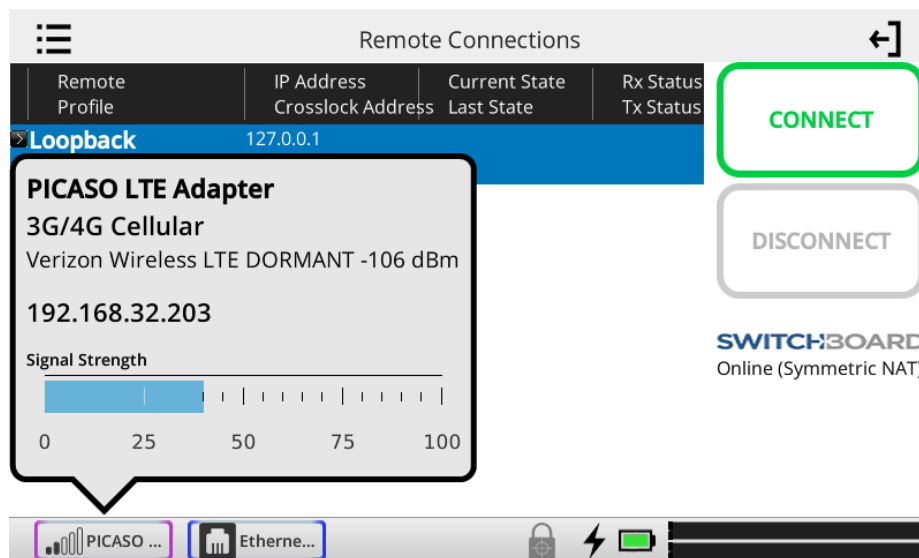 Remote Connections
Remote Profile
IP Address Crosslock Address
Current State Last State
Rx Status Tx Status
Loopback 127.0.0.1
PICASO LTE Adapter
3G/4G Cellular
Verizon Wireless LTE DORMANT -106 dBm
192.168.32.203
Signal Strength
0 25 50 75 100
CONNECT
DISCONNECT
SWITCHBOARD
Online (Symmetric NAT)
PICASO ...
Etherne...